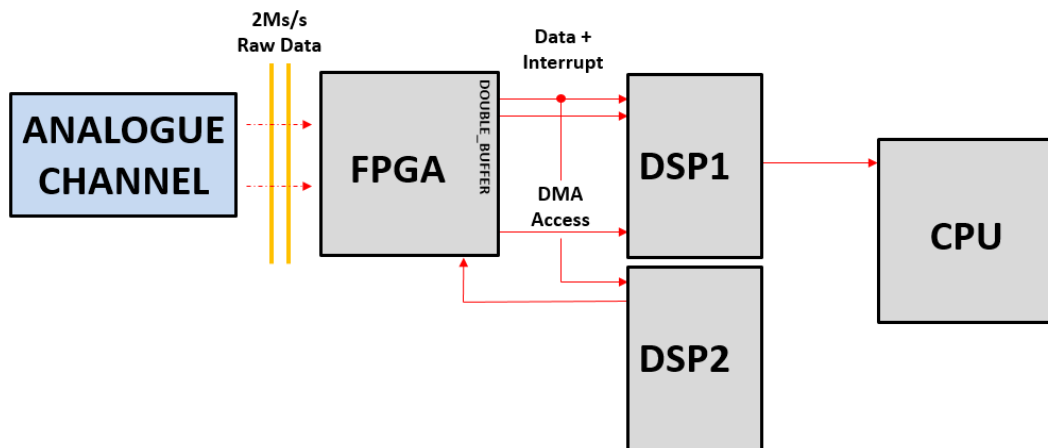 2Ms/s
Raw Data
ANALOGUE
CHANNEL
FPGA
DOUBLE_BUFFER
Data +
Interrupt
DMA
Access
DSP1
DSP2
CPU